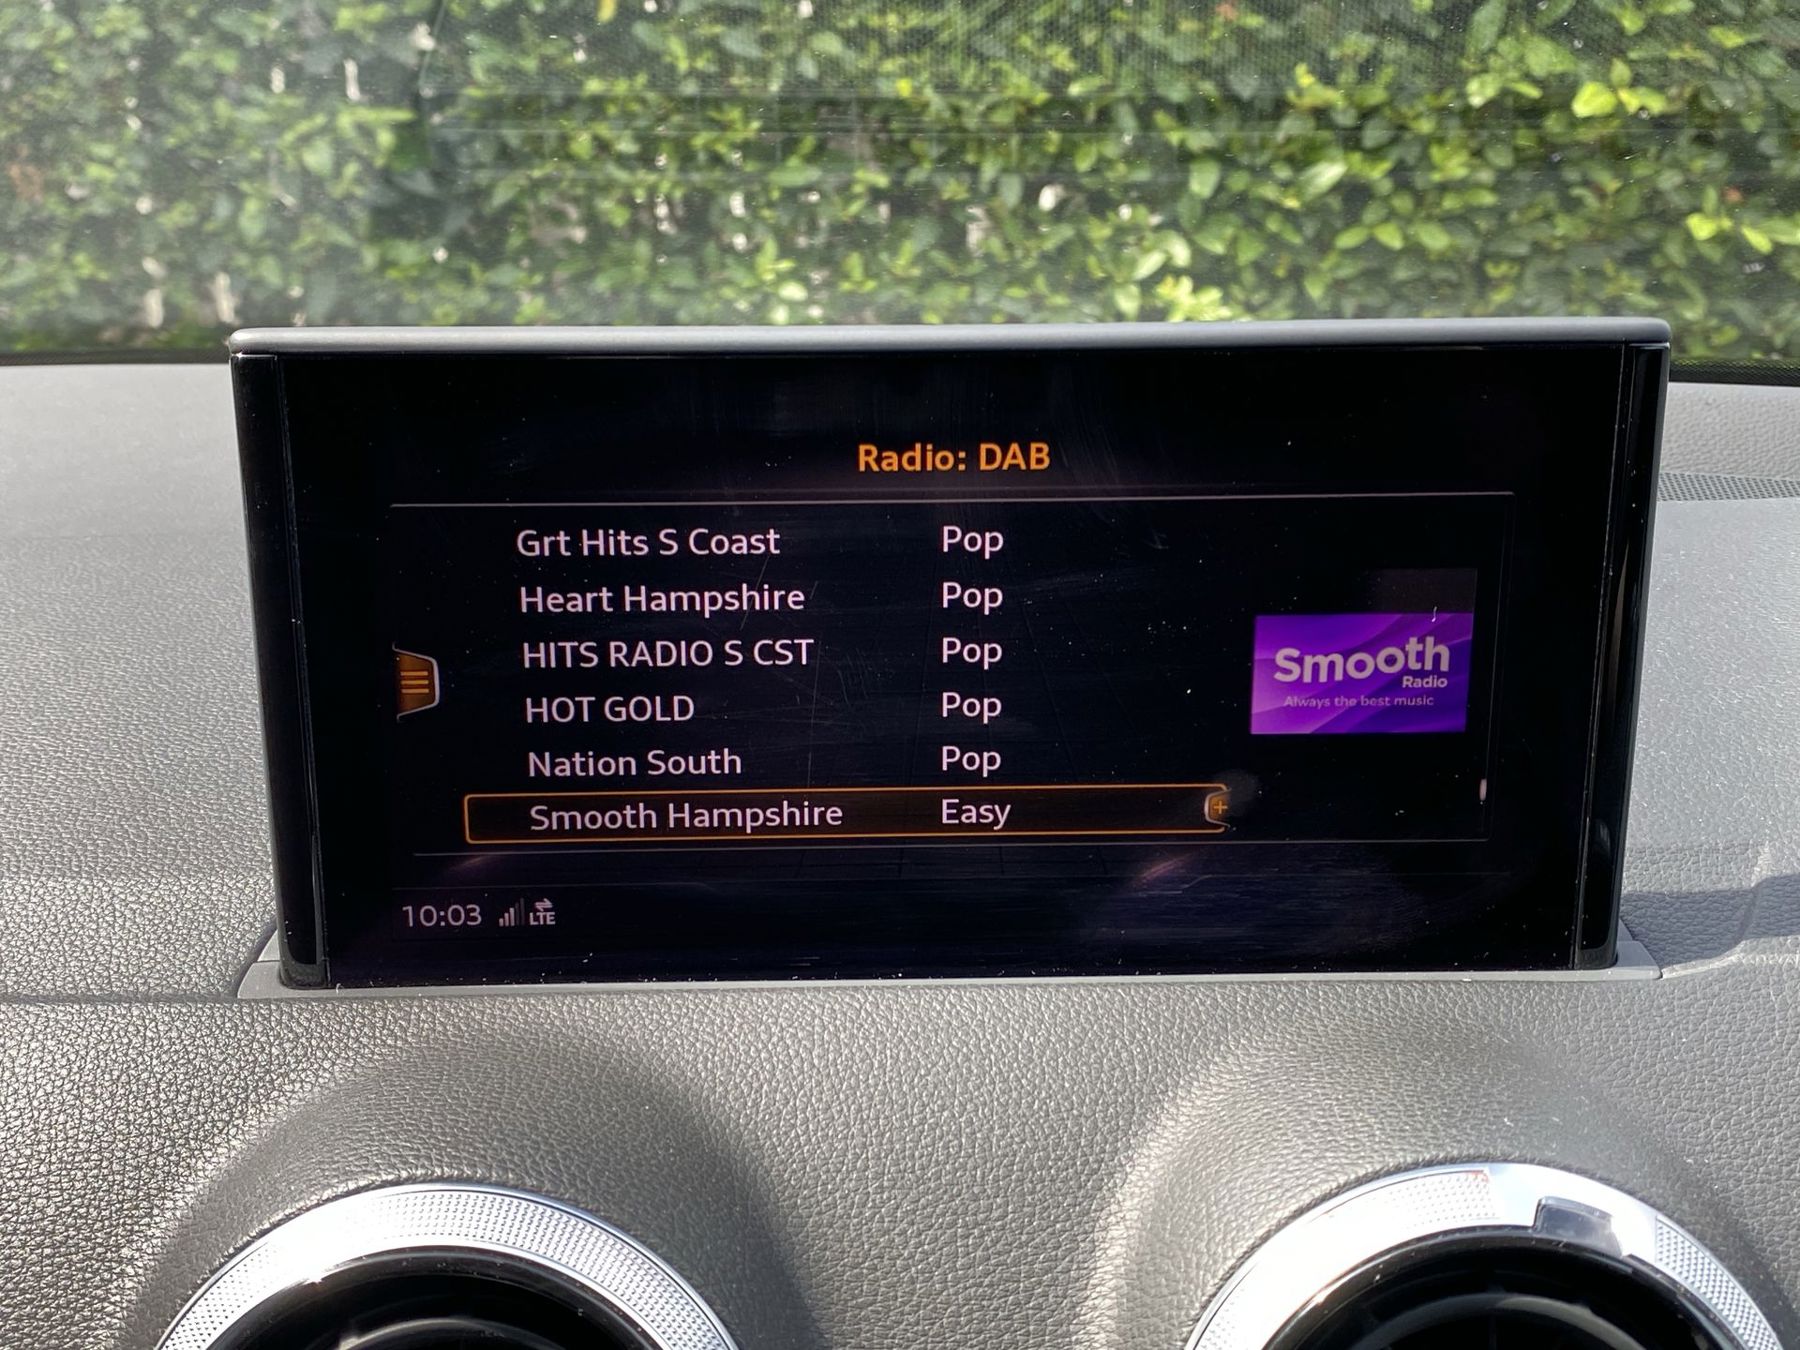 Radio: DAB
Grt Hits S Coast Pop
Heart Hampshire Pop
HITS RADIO S CST Pop
HOT GOLD Pop
Nation South Pop
Smooth Hampshire Easy
Smooth
Radio
Always the best music
10:03 LTE